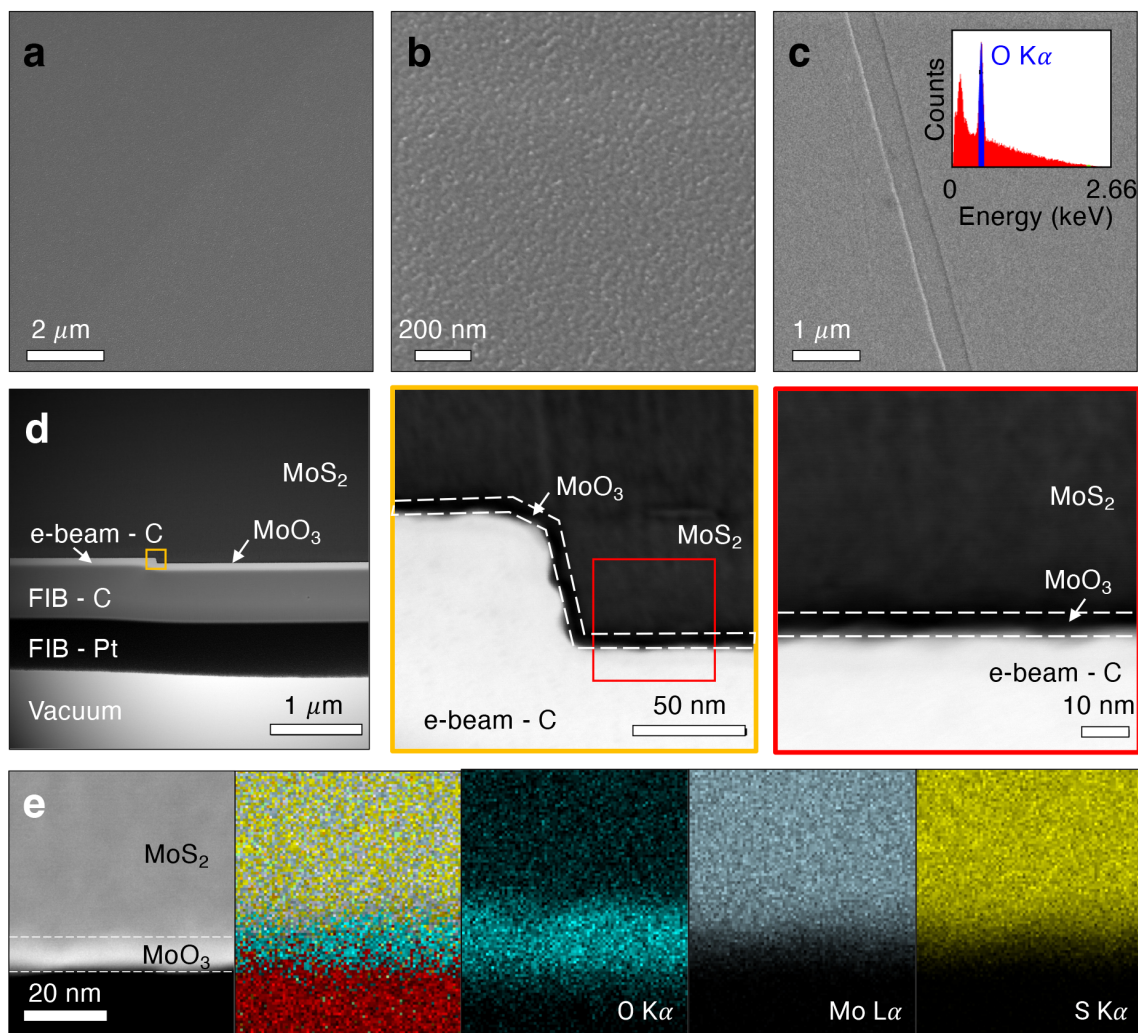 a
2 μm
b
200 nm
c
O Kα
Counts
0
2.66
Energy (keV)
1 μm
d
MoS₂
e-beam - C
MoO₃
FIB - C
FIB - Pt
Vacuum
1 μm
MoO₃
MoS₂
e-beam - C
50 nm
MoS₂
MoO₃
e-beam - C
10 nm
e
MoS₂
MoO₃
20 nm
O Kα
Mo Lα
S Kα